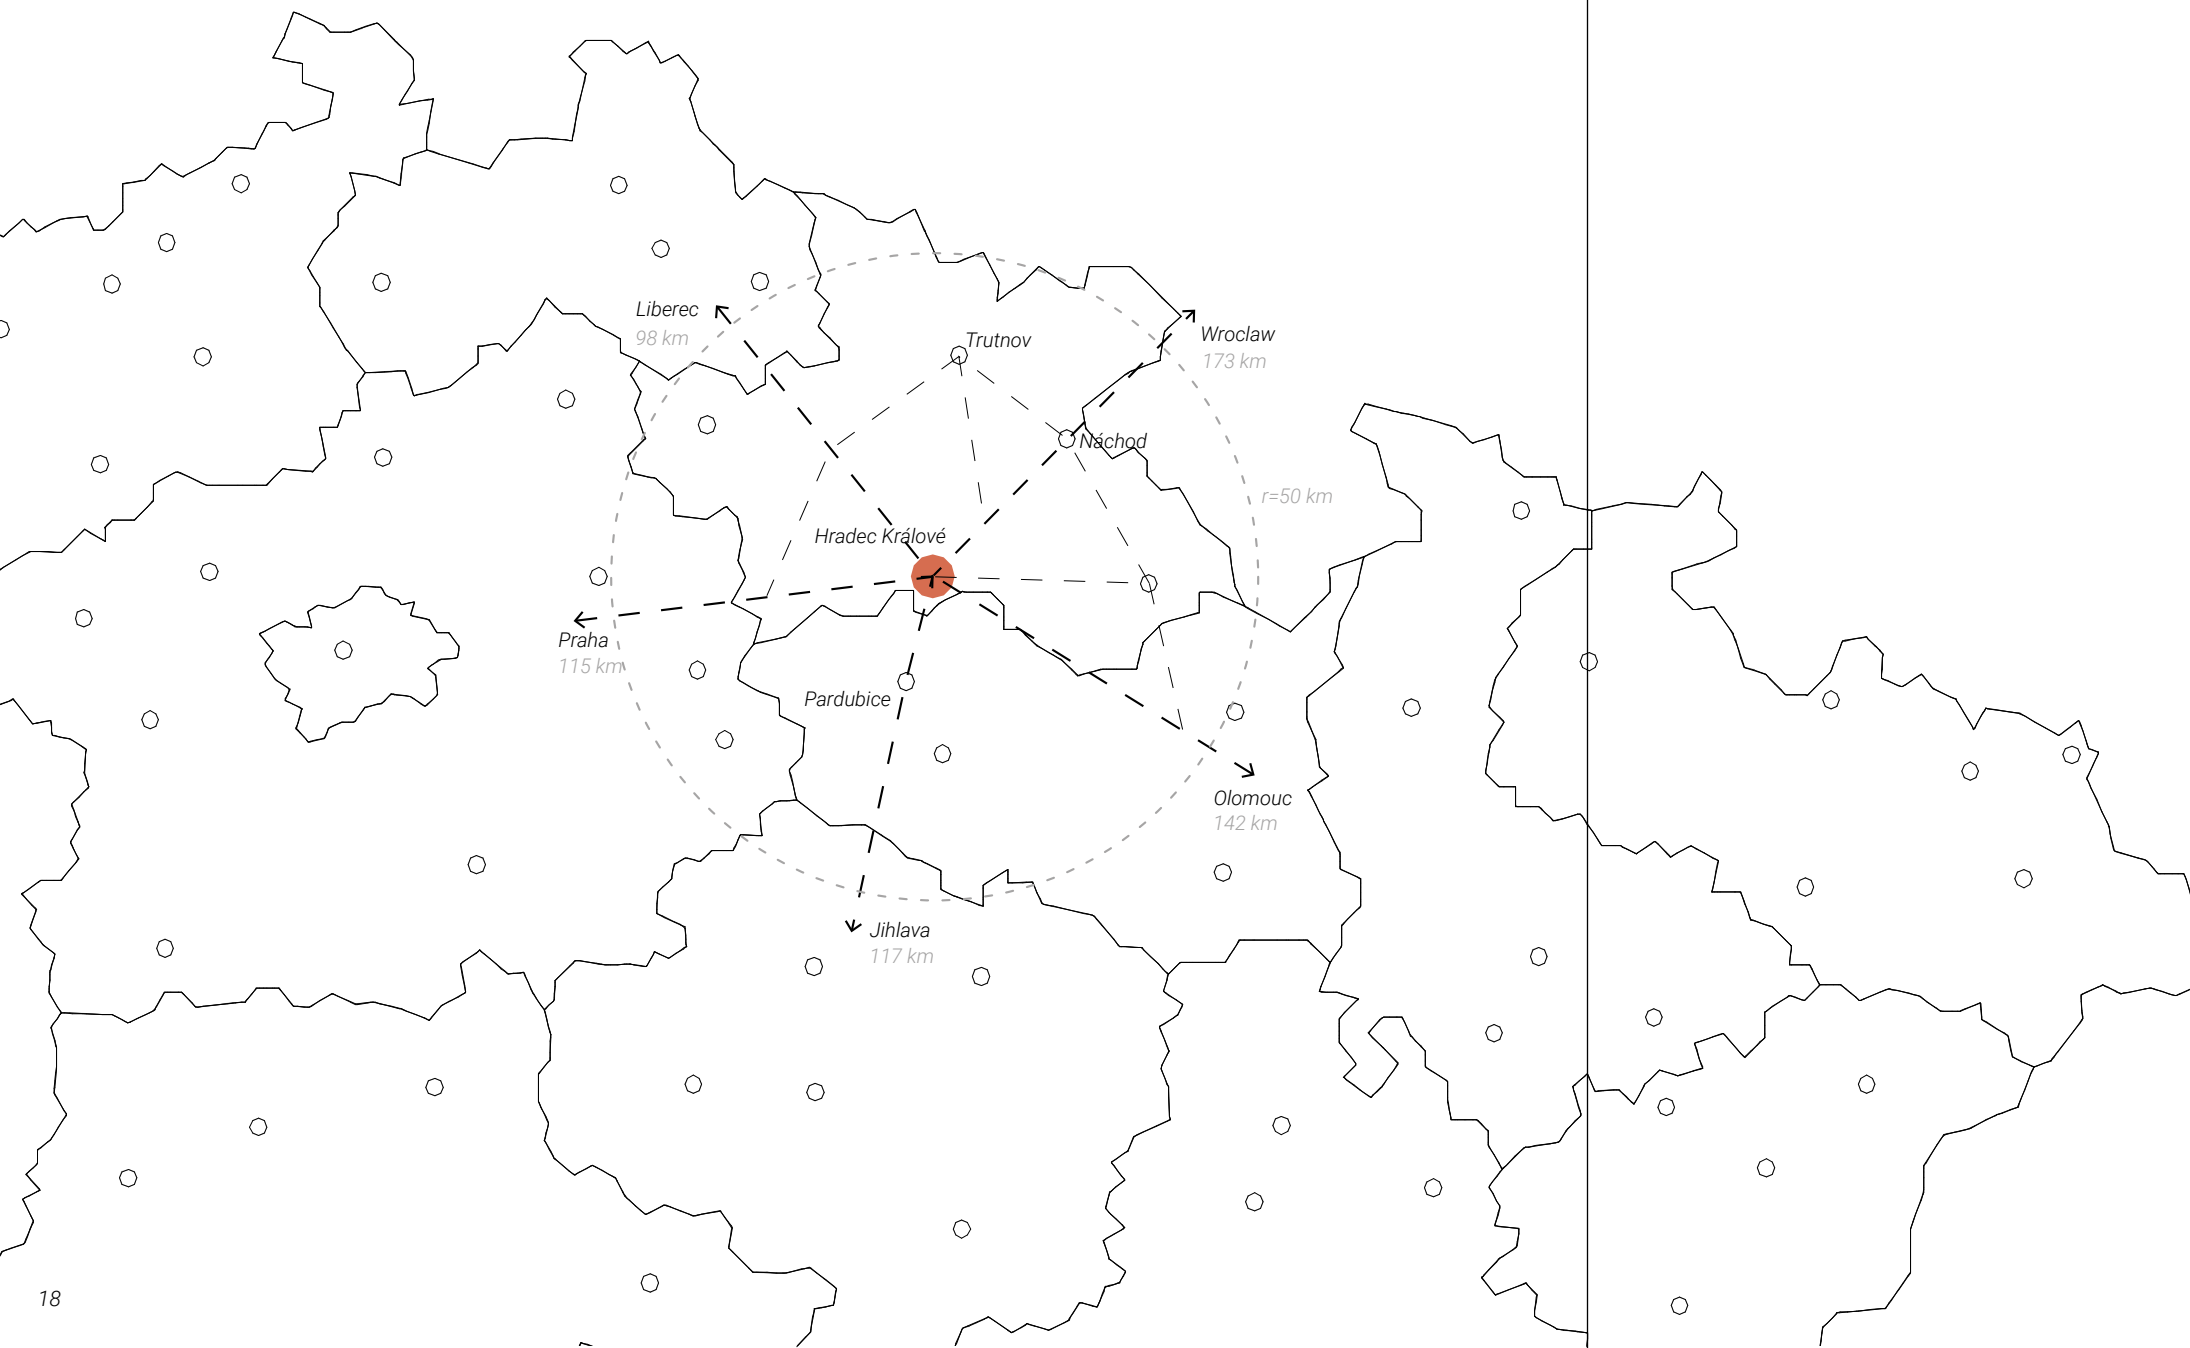 Liberec
98 km
Trutnov
Wroclaw
173 km
Náchod
r=50 km
Hradec Králové
Praha
115 km
Pardubice
Olomouc
142 km
Jihlava
117 km
18